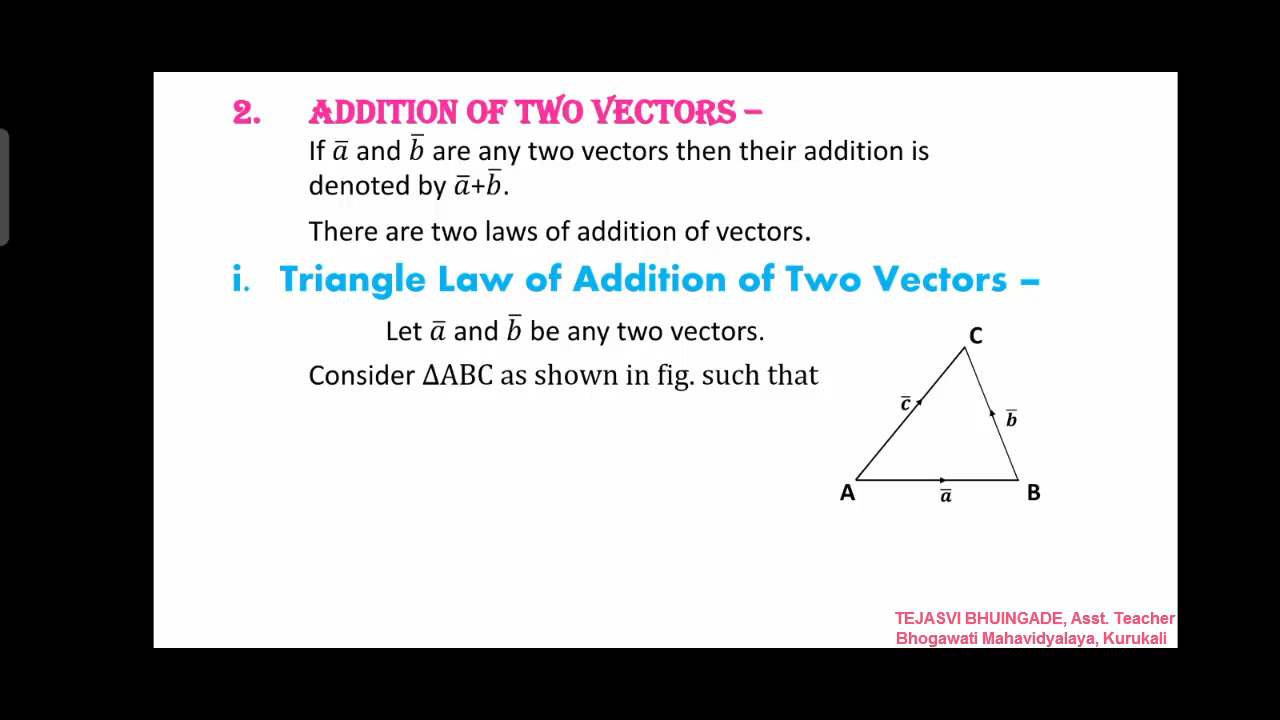 2. ADDITION OF TWO VECTORS –
If a̅ and b̅ are any two vectors then their addition is
denoted by a̅+b̅.
There are two laws of addition of vectors.
i. Triangle Law of Addition of Two Vectors –
Let a̅ and b̅ be any two vectors.
Consider ΔABC as shown in fig. such that
C
c̅
b̅
A
B
a̅
TEJASVI BHUINGADE, Asst. Teacher
Bhogawati Mahavidyalaya, Kurukali